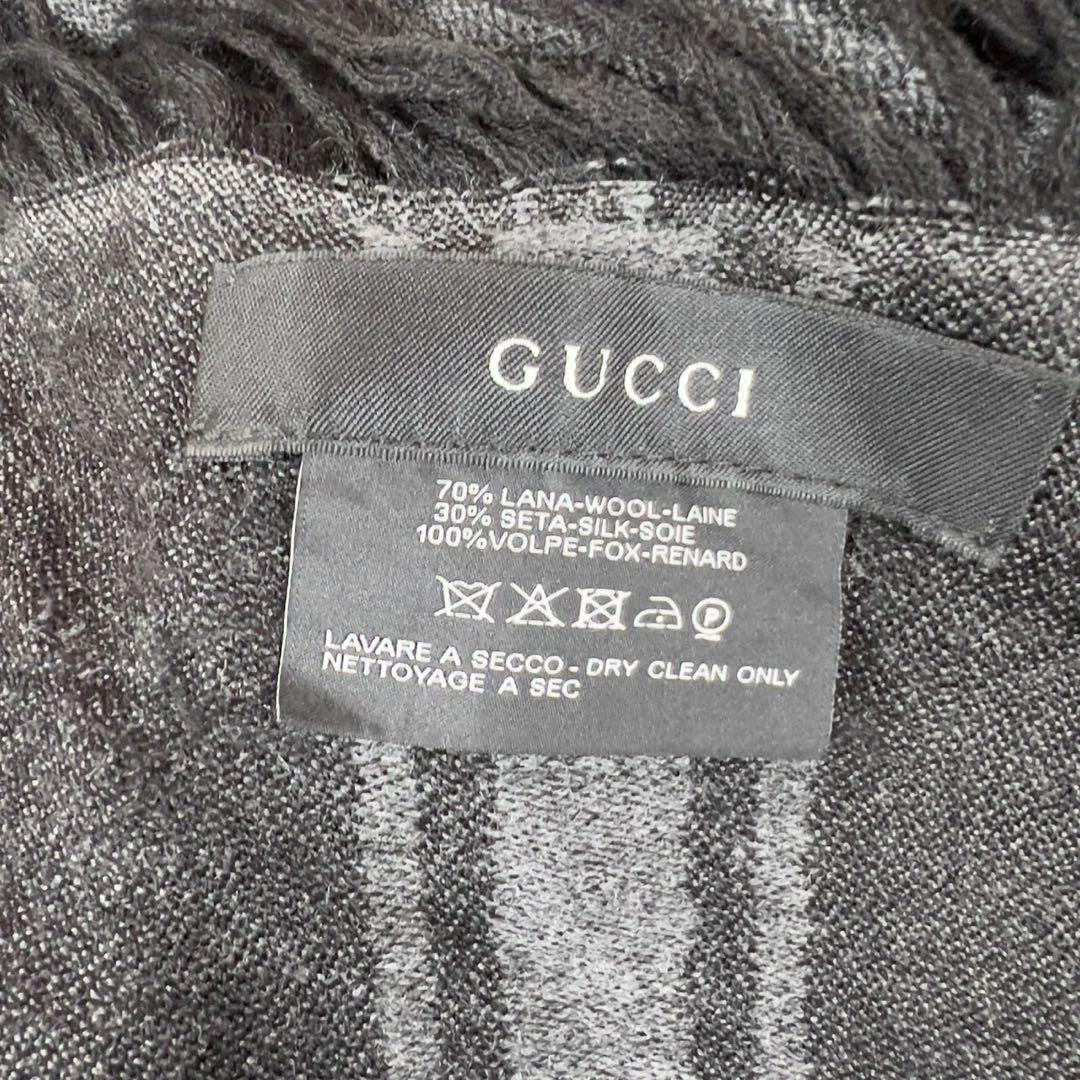 GUCCI
70% LANA-WOOL-LAINE
30% SETA-SILK-SOIE
100%VOLPE-FOX-RENARD
P
LAVARE A SECCO - DRY CLEAN ONLY
NETTOYAGE A SEC